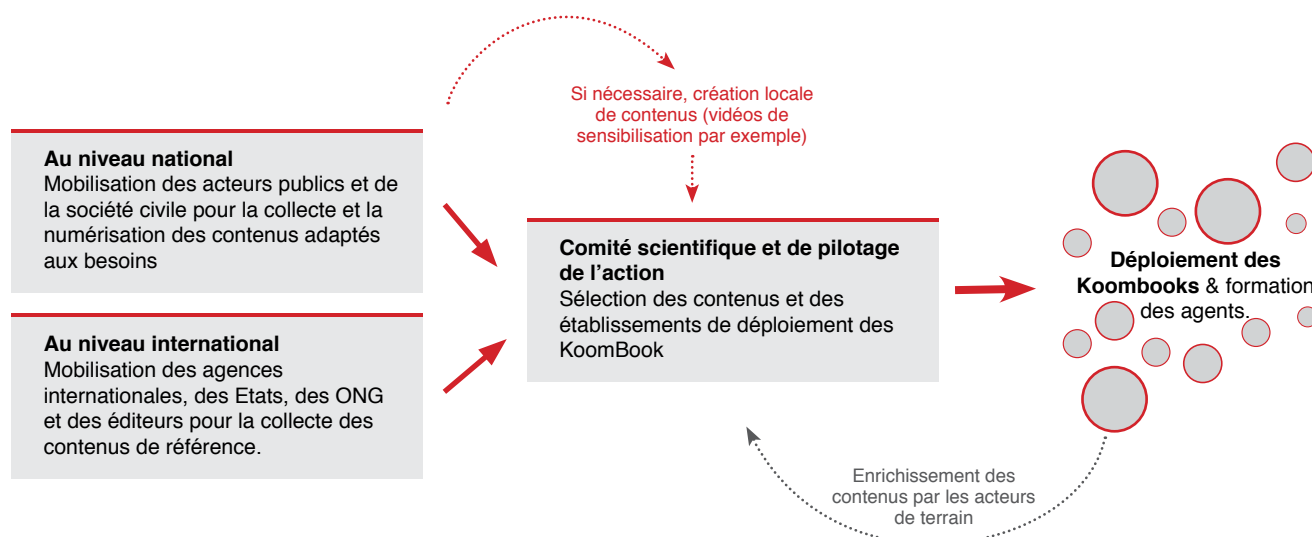 Si nécessaire, création locale
de contenus (vidéos de
sensibilisation par exemple)
Au niveau national
Mobilisation des acteurs publics et de
la société civile pour la collecte et la
numérisation des contenus adaptés
aux besoins
Au niveau international
Mobilisation des agences
internationales, des Etats, des ONG
et des éditeurs pour la collecte des
contenus de référence.
Comité scientifique et de pilotage
de l’action
Sélection des contenus et des
établissements de déploiement des
KoomBook
Déploiement des
Koombooks & formation
des agents.
Enrichissement des
contenus par les acteurs
de terrain